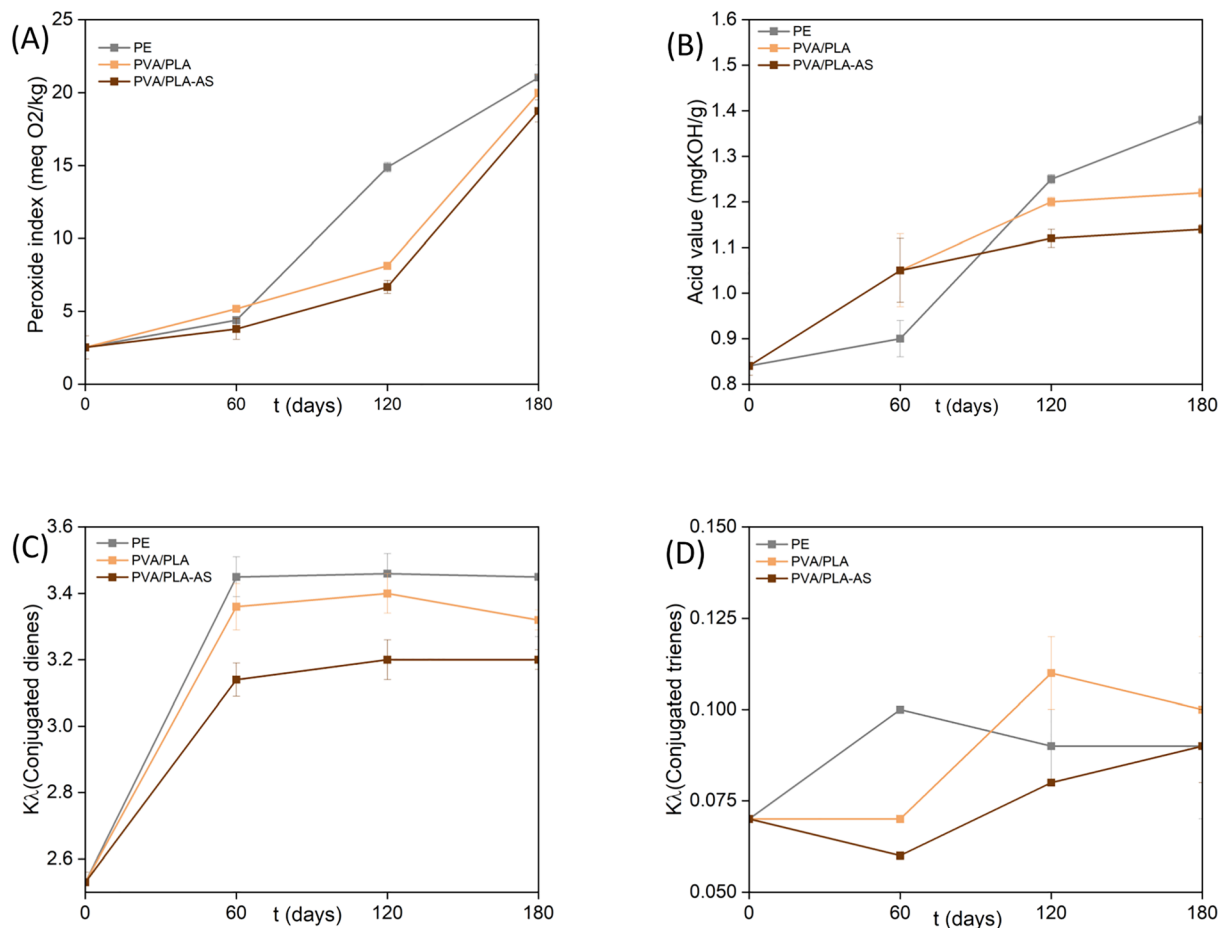 (A)
PE
PVA/PLA
PVA/PLA-AS
Peroxide index (meq O2/kg)
25
20
15
10
5
0
0 60 120 180
t (days)
(B)
PE
PVA/PLA
PVA/PLA-AS
Acid value (mgKOH/g)
1.6
1.5
1.4
1.3
1.2
1.1
1.0
0.9
0.8
0 60 120 180
t (days)
(C)
PE
PVA/PLA
PVA/PLA-AS
Kλ(Conjugated dienes)
3.6
3.4
3.2
3.0
2.8
2.6
0 60 120 180
t (days)
(D)
PE
PVA/PLA
PVA/PLA-AS
Kλ(Conjugated trienes)
0.150
0.125
0.100
0.075
0.050
0 60 120 180
t (days)